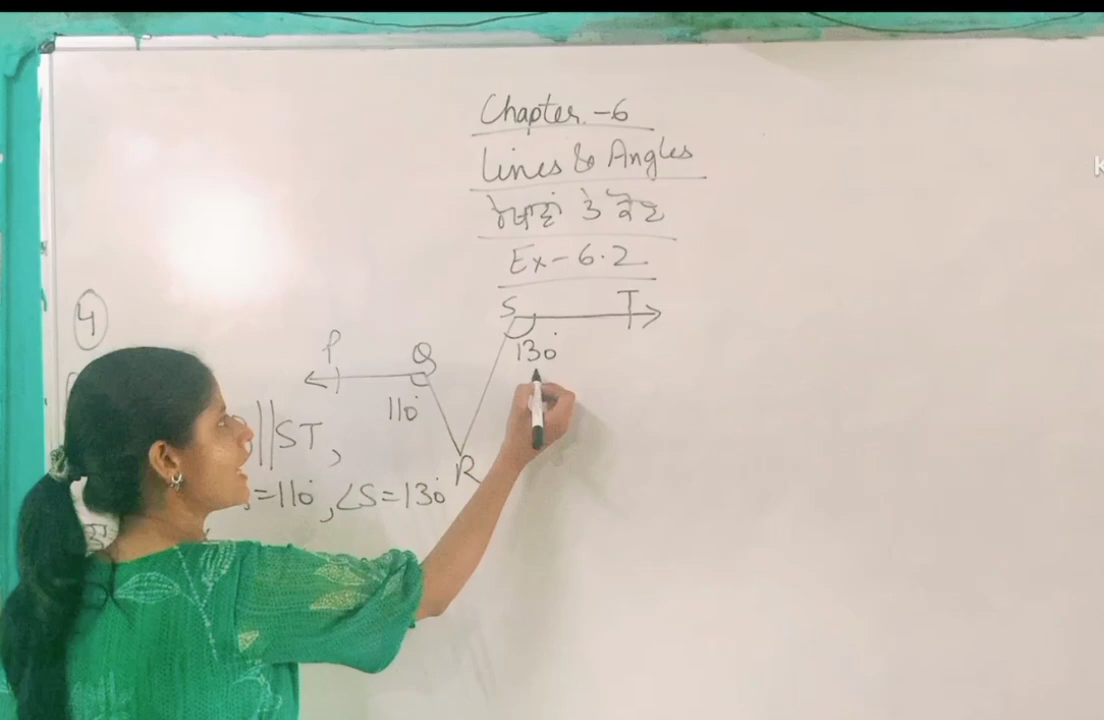 Chapter-6
Lines & Angles
ਰੇਖਾਵਾਂ ਤੇ ਕੋਣ
Ex-6.2
4
S T
130°
P Q
110°
||ST,
R
=110°, ∠S=130°